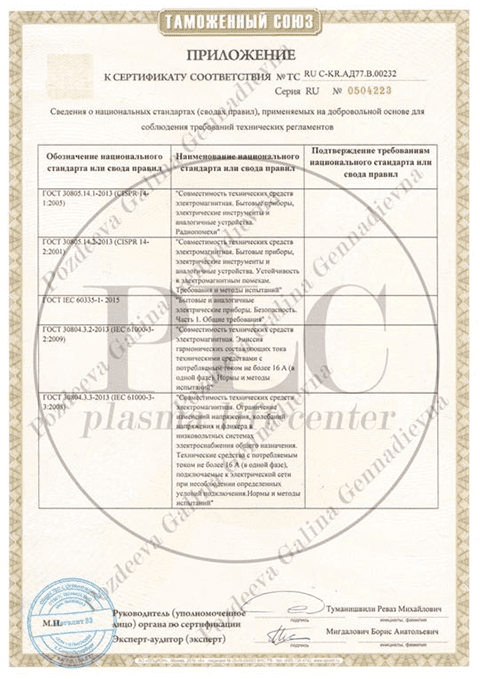 ТАМОЖЕННЫЙ СОЮЗ
ПРИЛОЖЕНИЕ
К СЕРТИФИКАТУ СООТВЕТСТВИЯ № ТС RU C-KR.АД77.В.00232
Серия RU № 0504223
Сведения о национальных стандартах (сводах правил), применяемых на добровольной основе для
соблюдения требований технических регламентов
Обозначение национального
стандарта или свода правил
Наименование национального
стандарта или свода правил
Подтверждение требованиям
национального стандарта или
свода правил
ГОСТ 30805.14.1-2013 (CISPR 14-
1:2005)
"Совместимость технических средств
электромагнитная. Бытовые приборы,
электрические инструменты и
аналогичные устройства.
Радиопомехи"
ГОСТ 30805.14.2-2013 (CISPR 14-
2:2001)
"Совместимость технических средств
электромагнитная. Бытовые приборы,
электрические инструменты и
аналогичные устройства. Устойчивость
к электромагнитным помехам.
Требования и методы испытаний"
ГОСТ IEC 60335-1- 2015
"Бытовые и аналогичные
электрические приборы. Безопасность.
Часть 1. Общие требования"
ГОСТ 30804.3.2-2013 (IEC 61000-3-
2:2009)
"Совместимость технических средств
электромагнитная. Эмиссия
гармонических составляющих тока
техническими средствами с
потребляемым током не более 16 А (в
одной фазе). Нормы и методы
испытаний"
ГОСТ 30804.3.3-2013 (IEC 61000-3-
3:2008)
"Совместимость технических средств
электромагнитная. Ограничение
изменений напряжения, колебаний
напряжения и фликера в
низковольтных системах
электроснабжения общего назначения.
Технические средства с потребляемым
током не более 16 А (в одной фазе),
подключаемые к электрической сети
при несоблюдении определенных
условий подключения.Нормы и методы
испытаний"
PLC
center
Pozdeeva Galina Gennadievna
Pozdeeva Galina Gennadievna
Pozdeeva Galina Gennadievna
М.П.
Руководитель (уполномоченное
лицо) органа по сертификации
подпись
Туманишвили Реваз Михайлович
инициалы, фамилия
Эксперт-аудитор (эксперт)
подпись
Мигдалович Борис Анатольевич
инициалы, фамилия